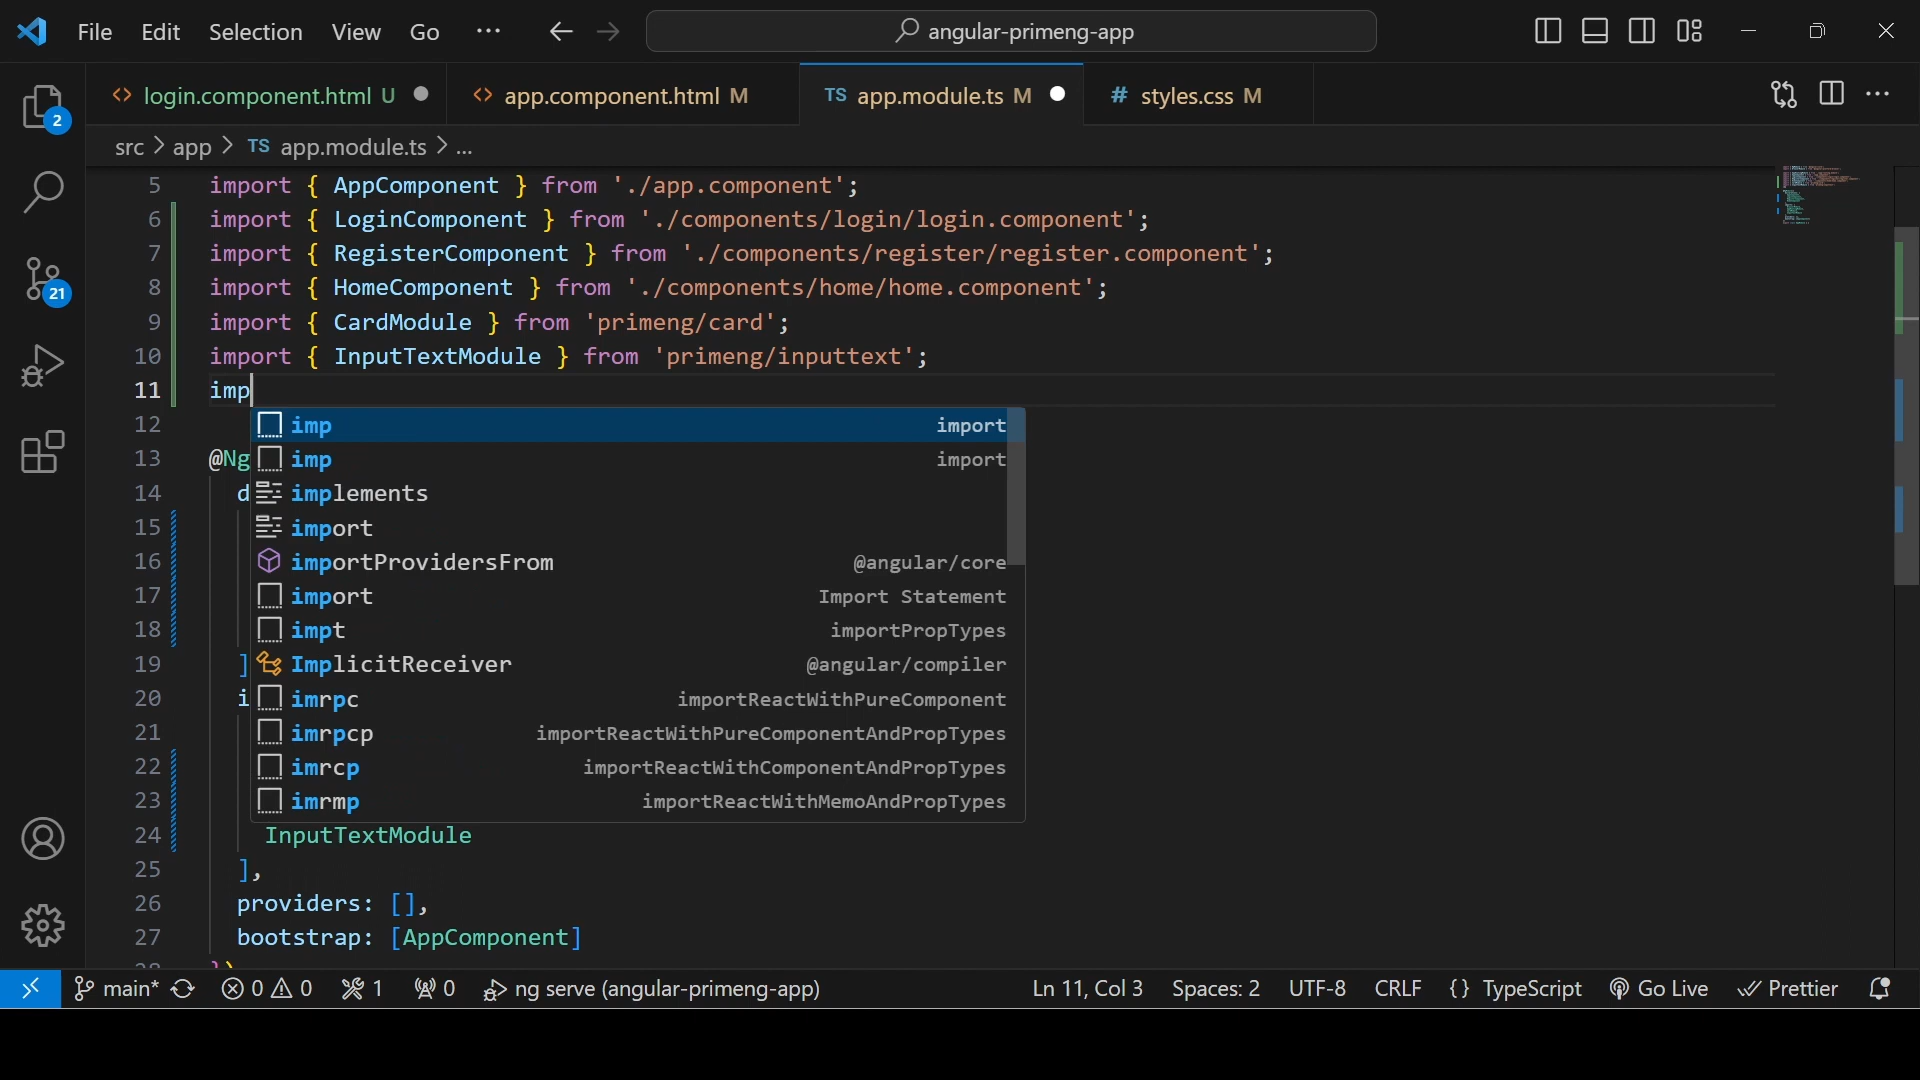 File Edit Selection View Go ··· angular-primeng-app
login.component.html U app.component.html M TS app.module.ts M # styles.css M
src > app > TS app.module.ts > ...
2
21
5 import { AppComponent } from './app.component';
6 import { LoginComponent } from './components/login/login.component';
7 import { RegisterComponent } from './components/register/register.component';
8 import { HomeComponent } from './components/home/home.component';
9 import { CardModule } from 'primeng/card';
10 import { InputTextModule } from 'primeng/inputtext';
11 imp
12 imp import
13 @Ng imp import
14 d implements
15 import
16 importProvidersFrom @angular/core
17 import Import Statement
18 impt importPropTypes
19 ] ImplicitReceiver @angular/compiler
20 i imrpc importReactWithPureComponent
21 imrpcp importReactWithPureComponentAndPropTypes
22 imrcp importReactWithComponentAndPropTypes
23 imrmp importReactWithMemoAndPropTypes
24 InputTextModule
25 ],
26 providers: [],
27 bootstrap: [AppComponent]
main* 0 0 1 0 ng serve (angular-primeng-app) Ln 11, Col 3 Spaces: 2 UTF-8 CRLF {} TypeScript Go Live Prettier